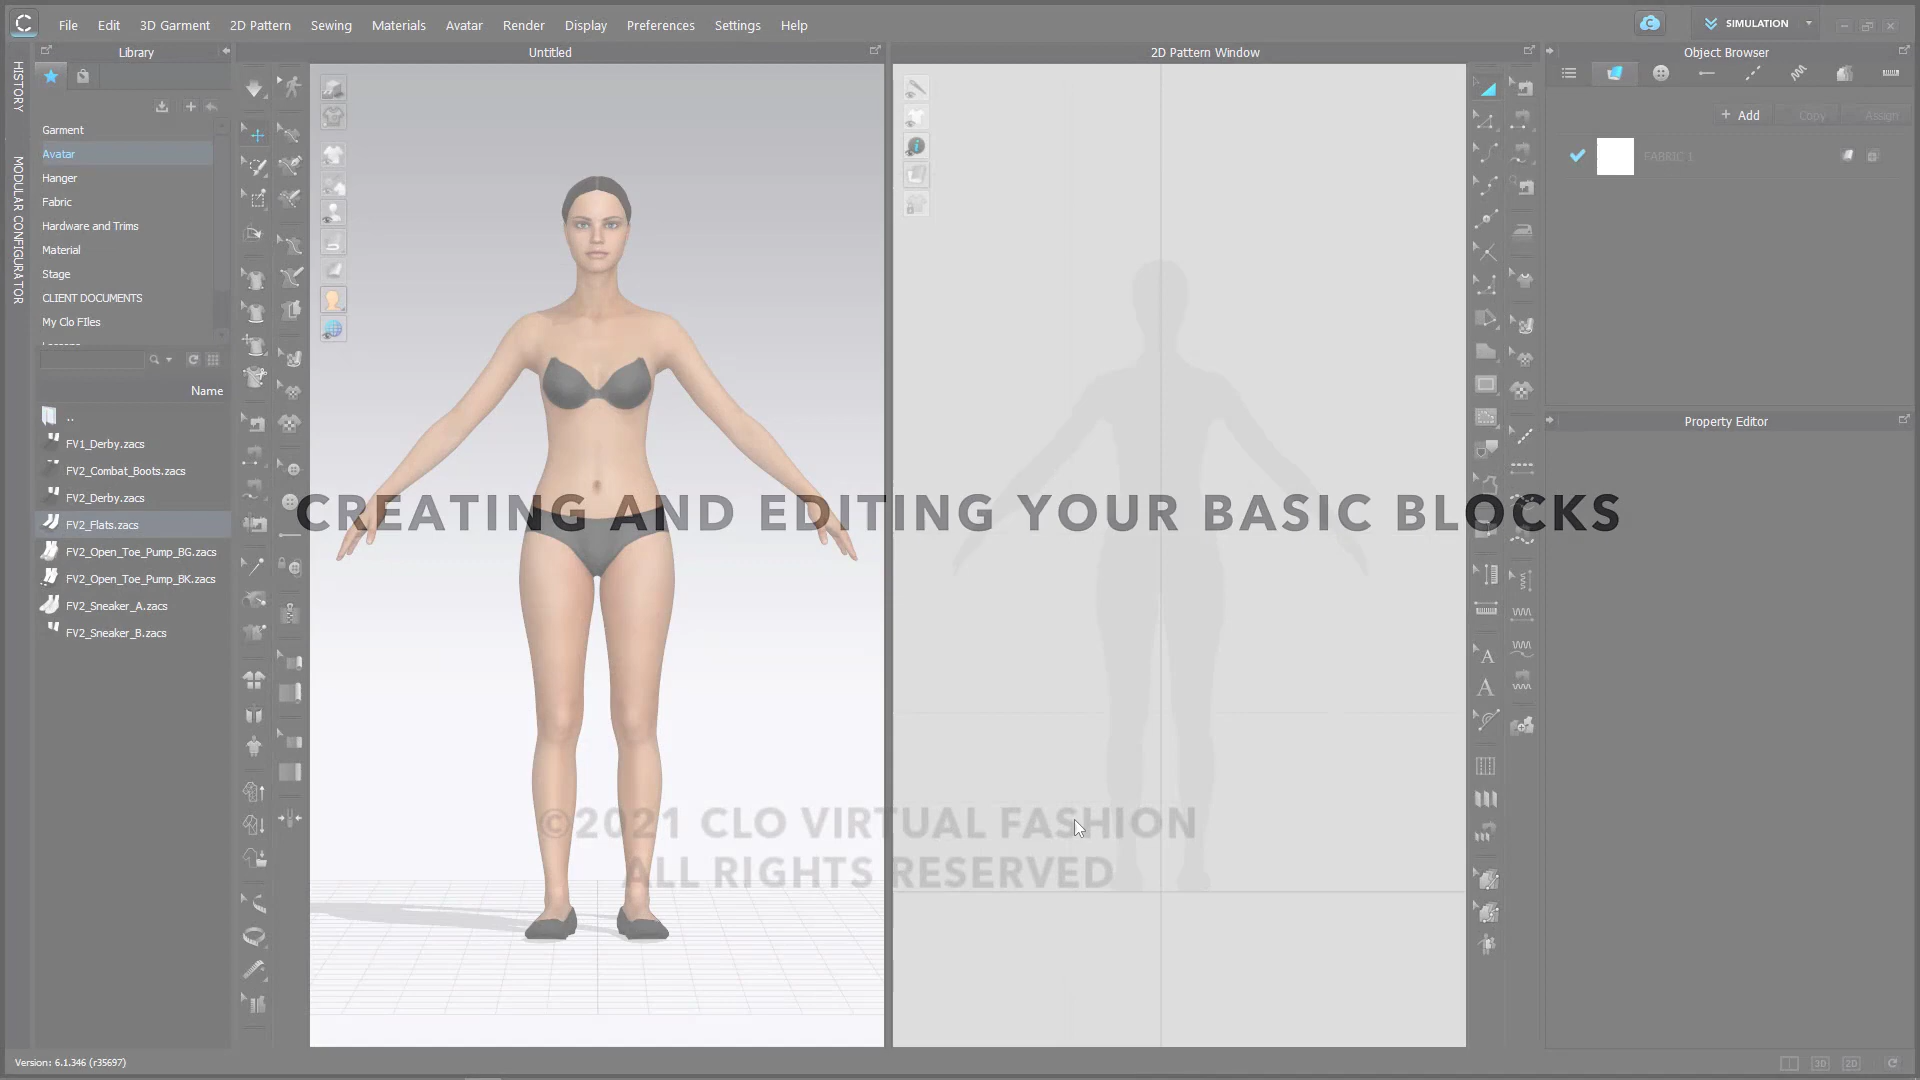 File Edit 3D Garment 2D Pattern Sewing Materials Avatar Render Display Preferences Settings Help
SIMULATION
Library
Untitled
2D Pattern Window
Object Browser
HISTORY
MODULAR CONFIGURATOR
+ Add Copy Assign
Garment
Avatar
Hanger
Fabric
Hardware and Trims
Material
Stage
CLIENT DOCUMENTS
My Clo FIles
FABRIC 1
Name
..
FV1_Derby.zacs
FV2_Combat_Boots.zacs
FV2_Derby.zacs
FV2_Flats.zacs
FV2_Open_Toe_Pump_BG.zacs
FV2_Open_Toe_Pump_BK.zacs
FV2_Sneaker_A.zacs
FV2_Sneaker_B.zacs
Property Editor
CREATING AND EDITING YOUR BASIC BLOCKS
©2021 CLO VIRTUAL FASHION
ALL RIGHTS RESERVED
Version: 6.1.346 (r35697)
3D 2D